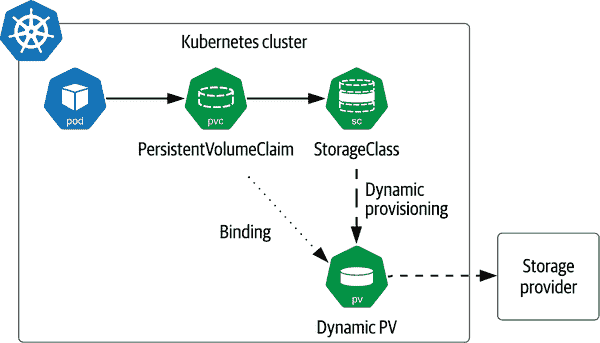 Kubernetes cluster
pod
pvc
sc
PersistentVolumeClaim
StorageClass
Dynamic
provisioning
Binding
pv
Dynamic PV
Storage
provider